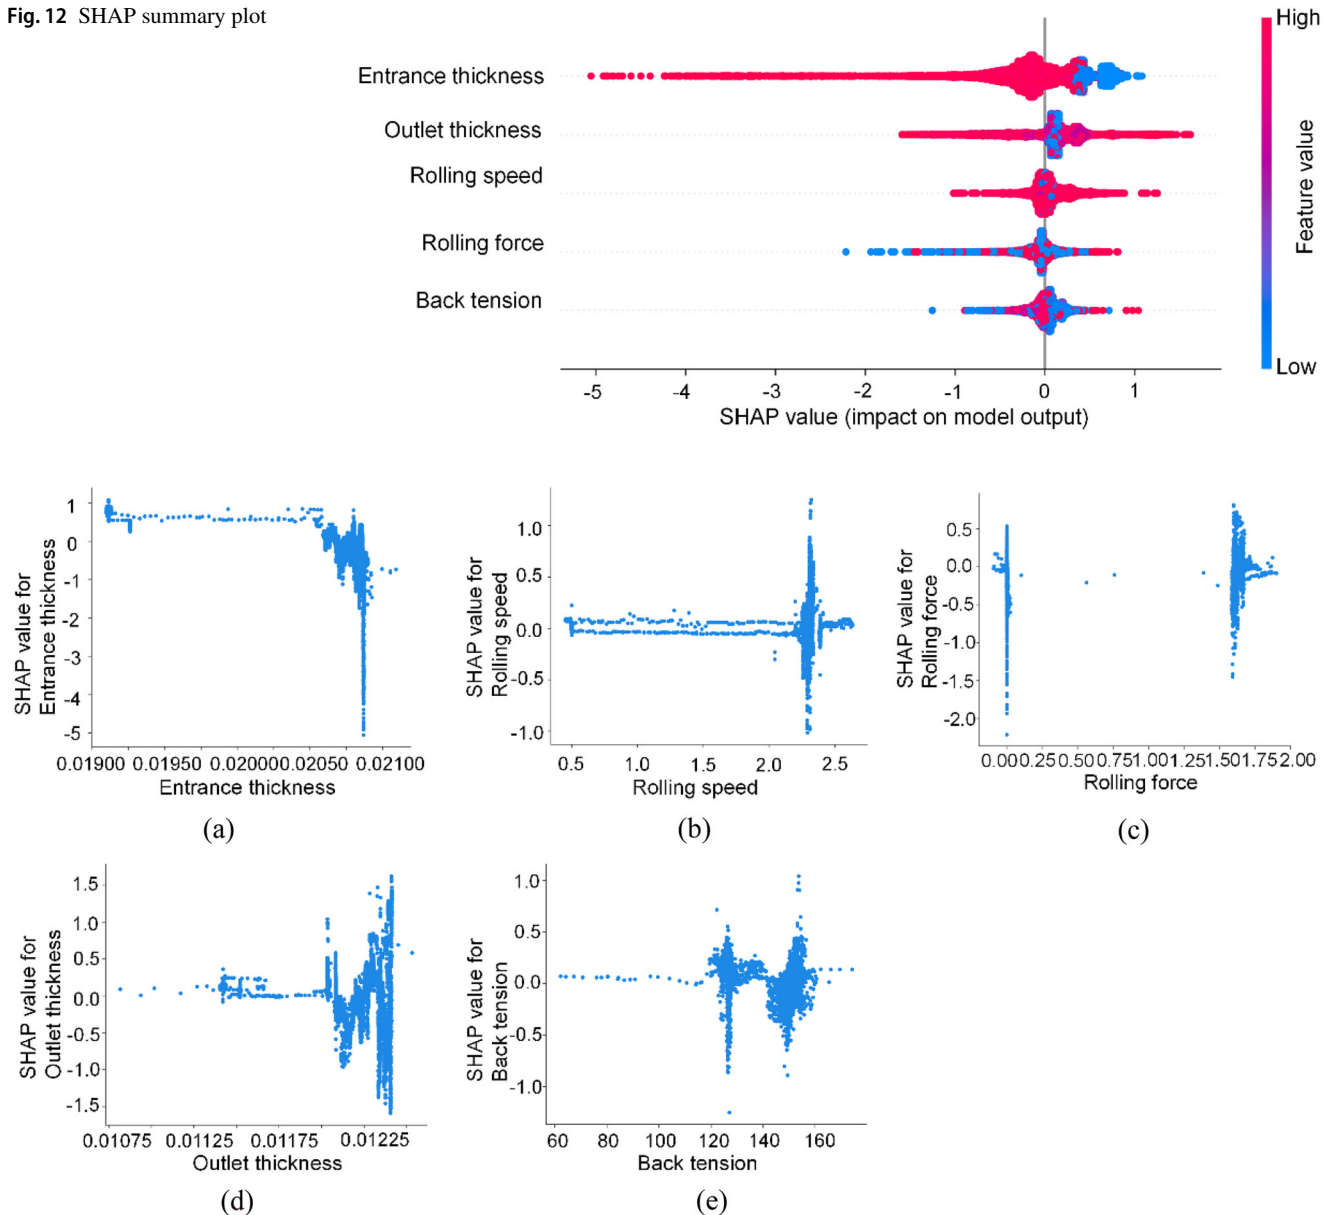 Fig. 12 SHAP summary plot
High
Entrance thickness
Outlet thickness
Rolling speed
Rolling force
Back tension
Feature value
Low
-5 -4 -3 -2 -1 0 1
SHAP value (impact on model output)
SHAP value for
Entrance thickness
1
0
-1
-2
-3
-4
-5
0.01900 0.01950 0.02000 0.02050 0.02100
Entrance thickness
(a)
SHAP value for
Rolling speed
1.0
0.5
0.0
-0.5
-1.0
0.5 1.0 1.5 2.0 2.5
Rolling speed
(b)
SHAP value for
Rolling force
0.5
0.0
-0.5
-1.0
-1.5
-2.0
0.00 0.25 0.50 0.75 1.00 1.25 1.50 1.75 2.00
Rolling force
(c)
SHAP value for
Outlet thickness
1.5
1.0
0.5
0.0
-0.5
-1.0
-1.5
0.01075 0.01125 0.01175 0.01225
Outlet thickness
(d)
SHAP value for
Back tension
1.0
0.5
0.0
-0.5
-1.0
60 80 100 120 140 160
Back tension
(e)